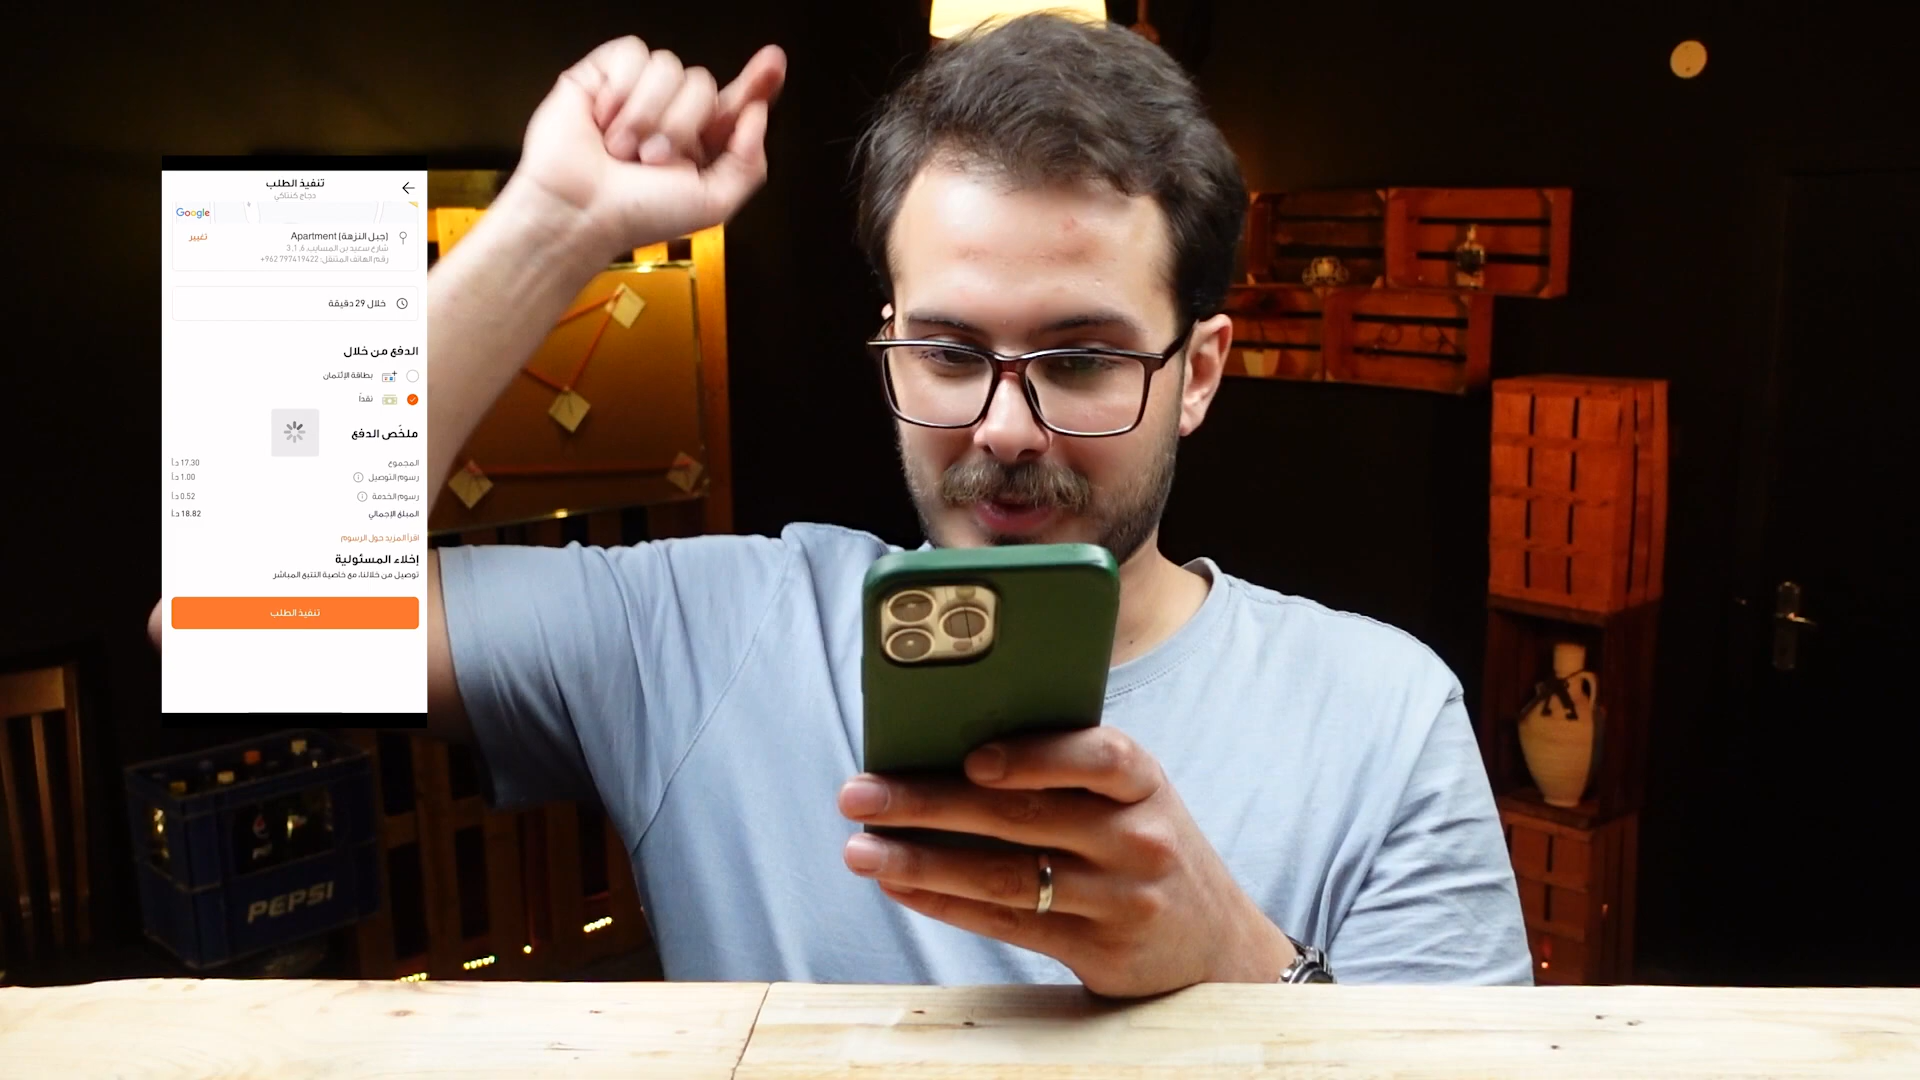 تنفيذ الطلب
دجاج كنتاكي
Google
Apartment (جبل النزهة)
تغيير
شارع سعيد بن المسايب، 6، 3.1
رقم الهاتف المتنقل: 797419422 962+
خلال 29 دقيقة
الدفع من خلال
بطاقة الإئتمان
نقداً
ملخّص الدفع
المجموع 17.30 د.أ
رسوم التوصيل 1.00 د.أ
رسوم الخدمة 0.52 د.أ
المبلغ الإجمالي 18.82 د.أ
اقرأ المزيد حول الرسوم
إخلاء المسئولية
توصيل من خلالنا، مع خاصية التتبع المباشر
تنفيذ الطلب
PEPSI